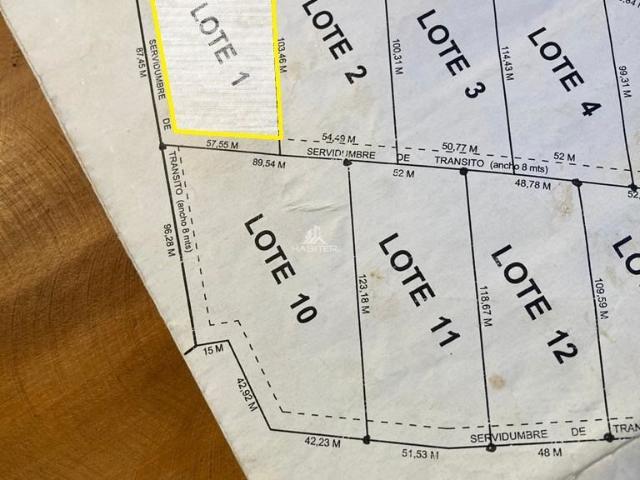 LOTE 1
LOTE 2
LOTE 3
LOTE 4
SERVIDUMBRE DE
87,45 M
103,46 M
100,31 M
114,43 M
99,31 M
57,55 M
54,49 M
50,77 M
52 M
SERVIDUMBRE DE TRANSITO (ancho 8 mts)
89,54 M
52 M
48,78 M
TRANSITO (ancho 8 mts)
96,28 M
LOTE 10
LOTE 11
LOTE 12
LO
123,18 M
118,67 M
109,59 M
HABITER
15 M
42,92 M
42,23 M
51,53 M
48 M
SERVIDUMBRE DE TRAN